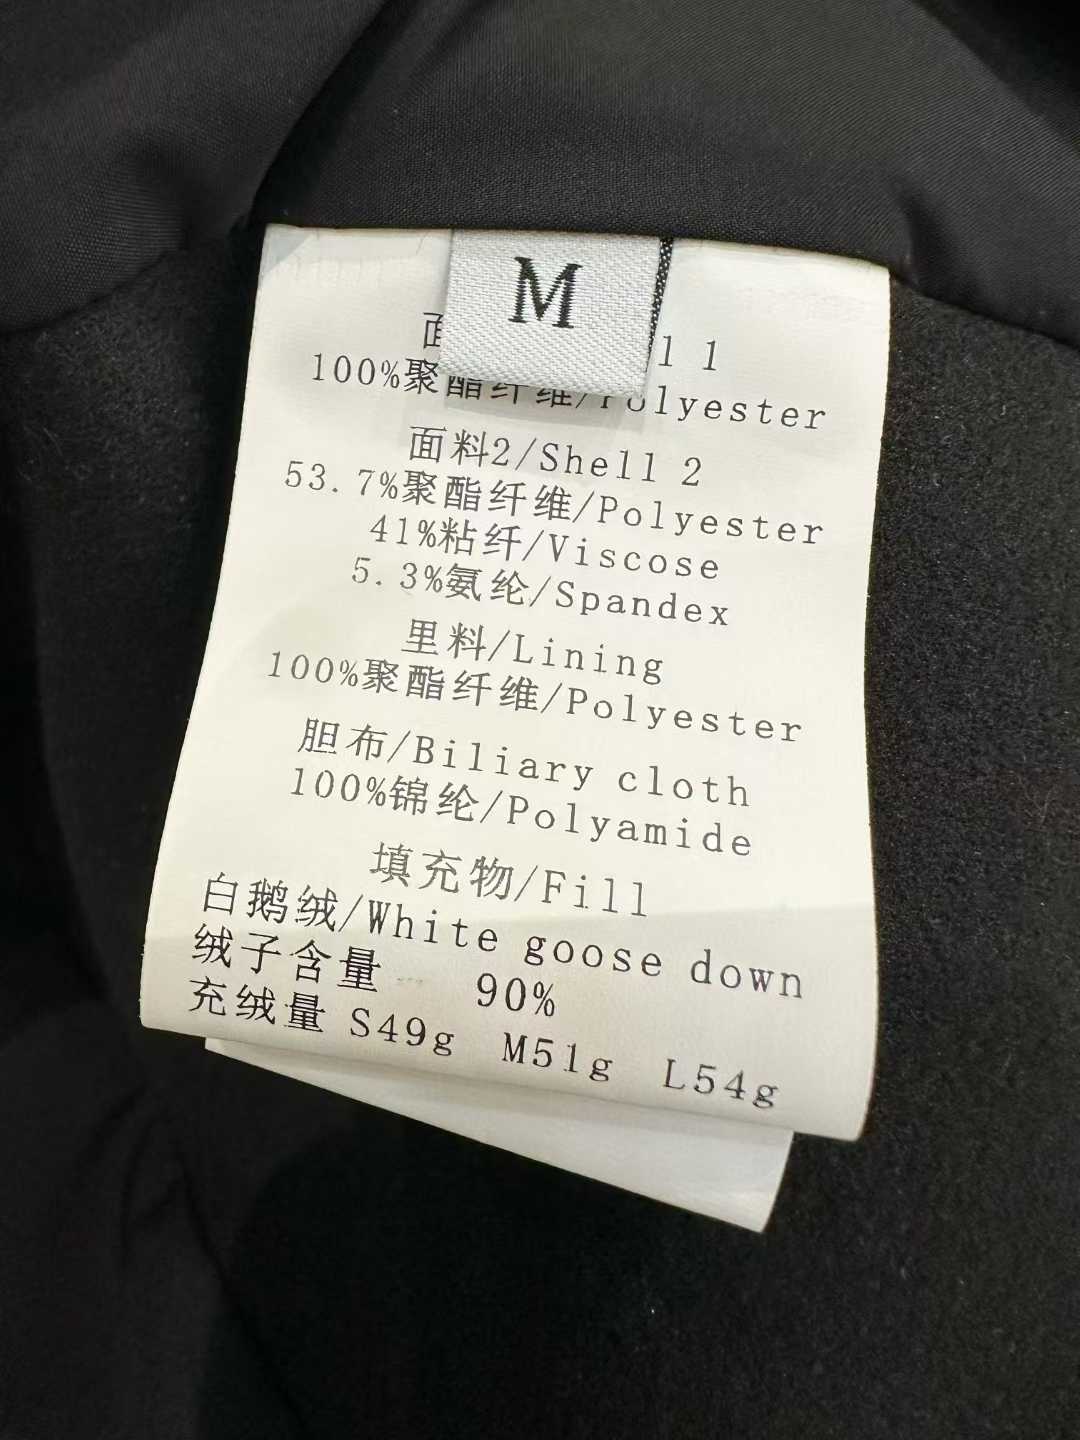 M
1 1
100%聚酯纤维/Polyester
面料2/Shell 2
53.7%聚酯纤维/Polyester
41%粘纤/Viscose
5.3%氨纶/Spandex
里料/Lining
100%聚酯纤维/Polyester
胆布/Biliary cloth
100%锦纶/Polyamide
填充物/Fill
白鹅绒/White goose down
绒子含量 90%
充绒量 S49g M51g L54g